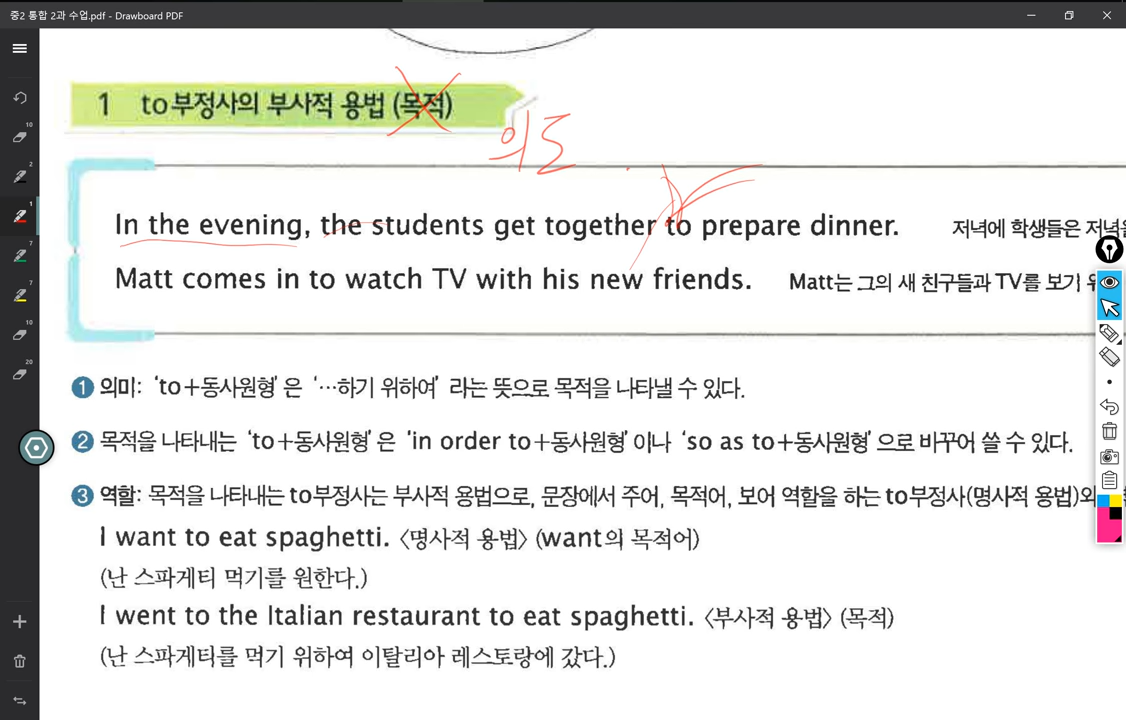 중2 통합 2과 수업.pdf - Drawboard PDF
10
2
1
7
7
10
20
1 to부정사의 부사적 용법 (목적)
의도
In the evening, the students get together to prepare dinner. 저녁에 학생들은 저녁을
Matt comes in to watch TV with his new friends. Matt는 그의 새 친구들과 TV를 보기
1 의미: ‘to+동사원형’은 ‘…하기 위하여’ 라는 뜻으로 목적을 나타낼 수 있다.
2 목적을 나타내는 ‘to+동사원형’은 ‘in order to+동사원형’이나 ‘so as to+동사원형’으로 바꾸어 쓸 수 있다.
3 역할: 목적을 나타내는 to부정사는 부사적 용법으로, 문장에서 주어, 목적어, 보어 역할을 하는 to부정사(명사적 용법)와
I want to eat spaghetti. 〈명사적 용법〉 (want의 목적어)
(난 스파게티 먹기를 원한다.)
I went to the Italian restaurant to eat spaghetti. 〈부사적 용법〉 (목적)
(난 스파게티를 먹기 위하여 이탈리아 레스토랑에 갔다.)